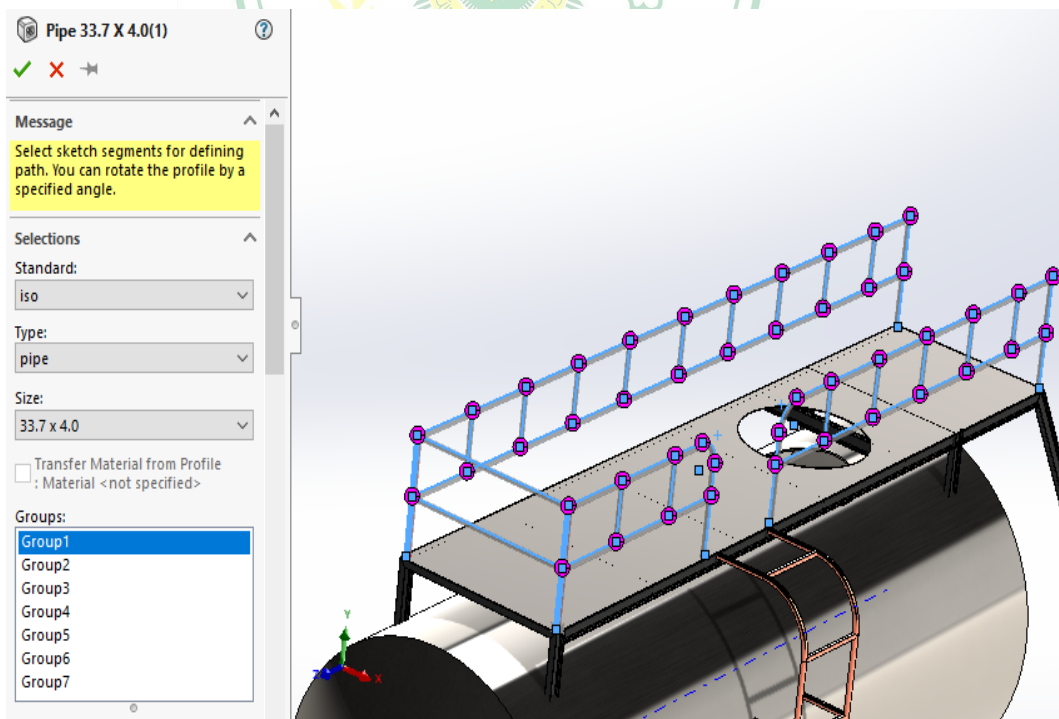 Pipe 33.7 X 4.0(1)
Message
Select sketch segments for defining
path. You can rotate the profile by a
specified angle.
Selections
Standard:
iso
Type:
pipe
Size:
33.7 x 4.0
Transfer Material from Profile
: Material <not specified>
Groups:
Group1
Group2
Group3
Group4
Group5
Group6
Group7
Y
Z
X